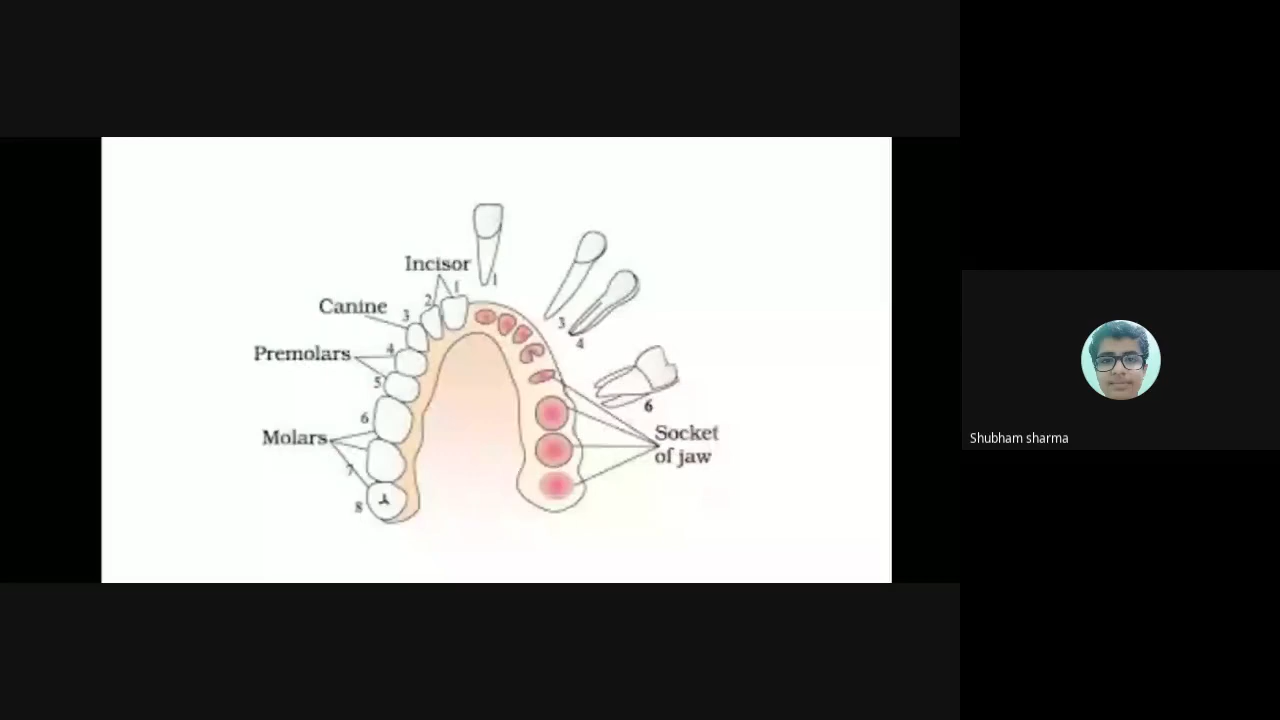 Incisor
1
1
2
Canine
3
3
4
4
Premolars
5
6
6
Molars
Socket
of jaw
7
8
Shubham sharma